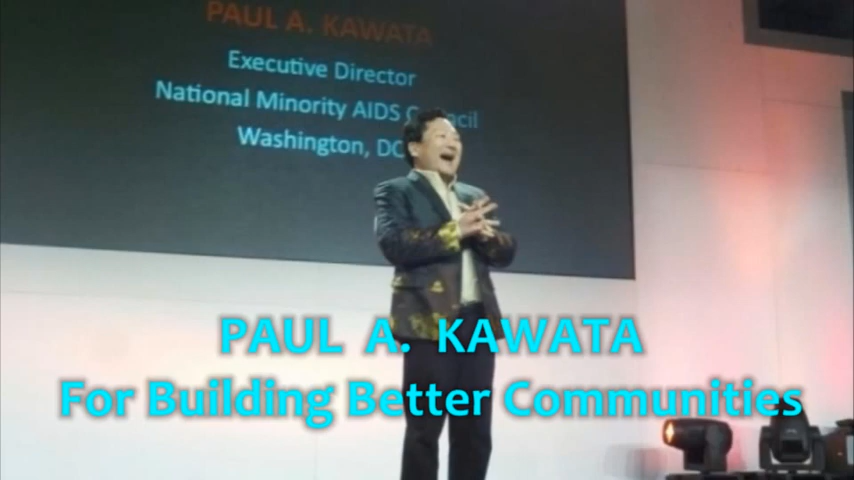 PAUL A. KAWATA
Executive Director
National Minority AIDS
Washington, DC
PAUL A. KAWATA
For Building Better Communities